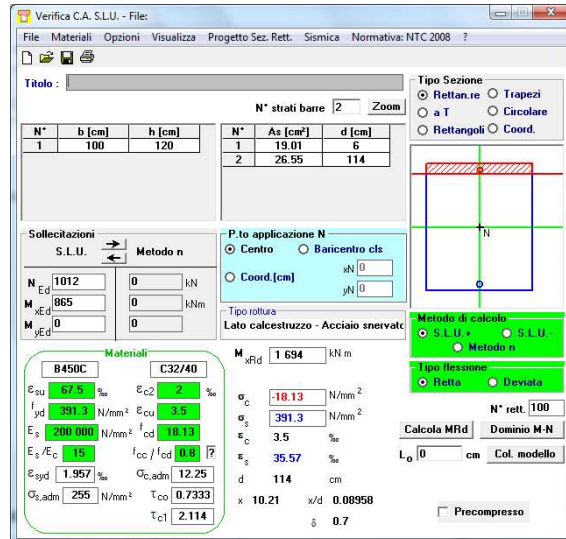 Verifica C.A. S.L.U. - File:
File Materiali Opzioni Visualizza Progetto Sez. Rett. Sismica Normativa: NTC 2008 ?
Titolo :
N° strati barre 2 Zoom
N° b [cm] h [cm]
1 100 120
N° As [cm²] d [cm]
1 19.01 6
2 26.55 114
Tipo Sezione
Rettan.re Trapezi
a T Circolare
Rettangoli Coord.
N
Sollecitazioni
S.L.U. Metodo n
N Ed 1012 0 kN
M xEd 865 0 kNm
M yEd 0 0
P.to applicazione N
Centro Baricentro cls
Coord.[cm] xN 0
yN 0
Tipo rottura
Lato calcestruzzo - Acciaio snervato
Metodo di calcolo
S.L.U.+ S.L.U.-
Metodo n
Tipo flessione
Retta Deviata
N° rett. 100
Calcola MRd Dominio M-N
L0 0 cm Col. modello
Precompresso
Materiali
B450C C32/40
εsu 67.5 ‰ εc2 2 ‰
fyd 391.3 N/mm² εcu 3.5
Es 200 000 N/mm² fcd 18.13
Es /Ec 15 fcc / fcd 0.8 ?
εsyd 1.957 ‰ σc,adm 12.25
σs,adm 255 N/mm² τco 0.7333
τc1 2.114
M xRd 1 694 kN m
σc -18.13 N/mm²
σs 391.3 N/mm²
εc 3.5 ‰
εs 35.57 ‰
d 114 cm
x 10.21 x/d 0.08958
δ 0.7